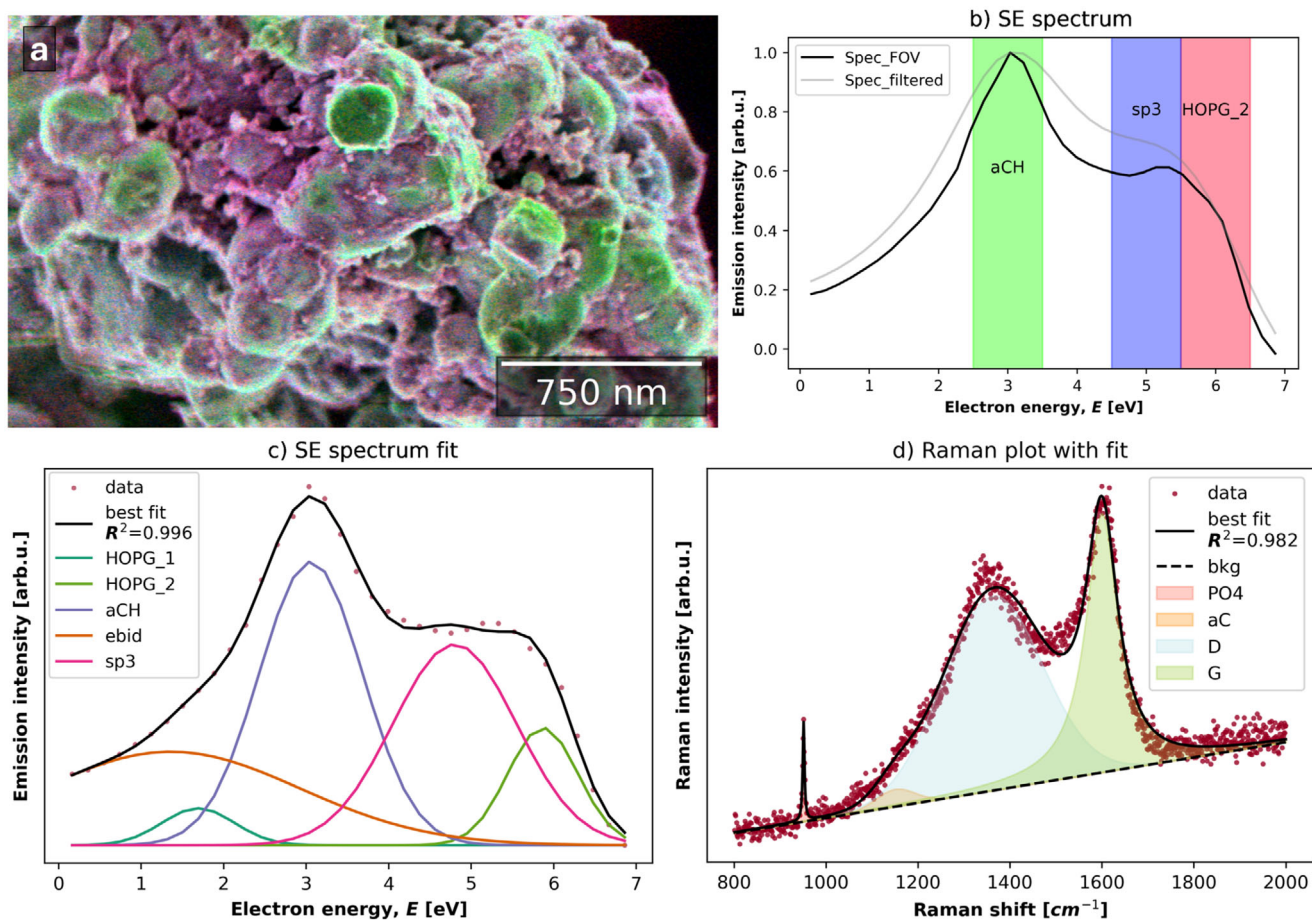 a
750 nm
b) SE spectrum
Emission intensity [arb.u.]
1.0
0.8
0.6
0.4
0.2
0.0
Spec_FOV
Spec_filtered
aCH
sp3
HOPG_2
0 1 2 3 4 5 6 7
Electron energy, E [eV]
c) SE spectrum fit
Emission intensity [arb.u.]
data
best fit
R²=0.996
HOPG_1
HOPG_2
aCH
ebid
sp3
0 1 2 3 4 5 6 7
Electron energy, E [eV]
d) Raman plot with fit
Raman intensity [arb.u.]
data
best fit
R²=0.982
bkg
PO4
aC
D
G
800 1000 1200 1400 1600 1800 2000
Raman shift [cm⁻¹]